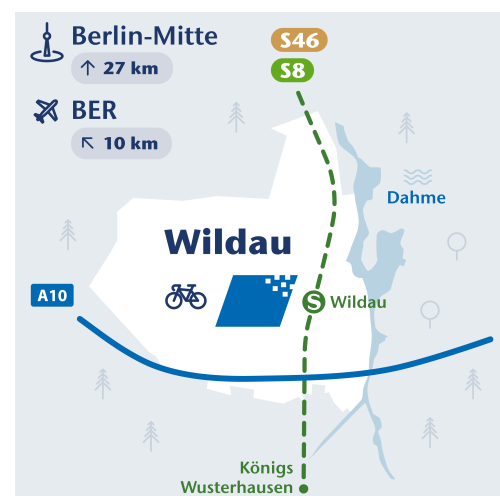 Berlin-Mitte
↑ 27 km
BER
↖ 10 km
S46
S8
Dahme
Wildau
A10
S Wildau
Königs
Wusterhausen